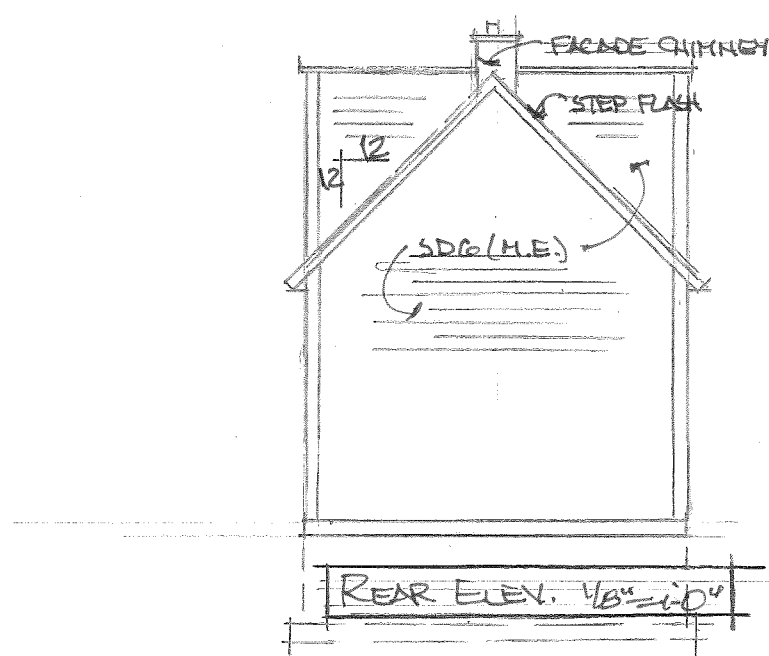 FACADE CHIMNEY
STEP FLASH
12
12
SDG (M.E.)
REAR ELEV. 1/8"=1'-0"